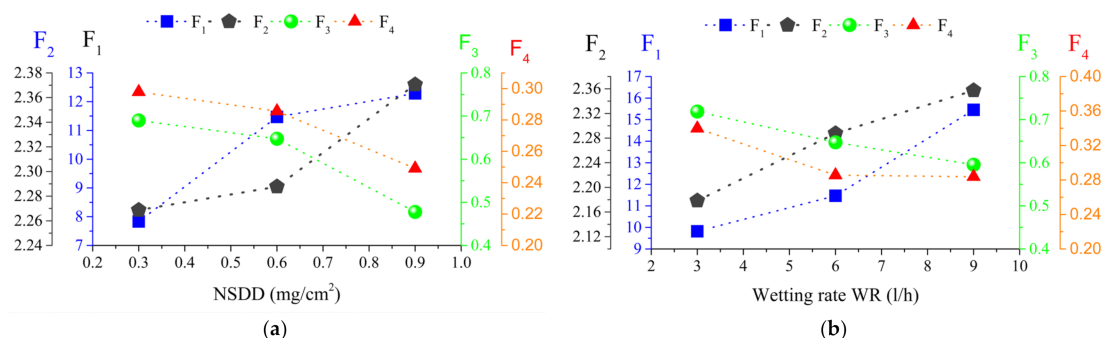 F₁ F₂ F₃ F₄
F₂ F₁ F₃ F₄
2.38 13 0.8
2.36 12 0.30
2.34 11 0.7 0.28
2.32 10 0.26
2.30 9 0.6 0.24
2.28 8 0.5 0.22
2.26
2.24 7 0.4 0.20
0.2 0.3 0.4 0.5 0.6 0.7 0.8 0.9 1.0
NSDD (mg/cm²)
(a)
F₁ F₂ F₃ F₄
F₂ F₁ F₃ F₄
17 0.8 0.40
2.36 16
15 0.7 0.36
2.28 14
2.24 13 0.6 0.32
2.20 12
2.16 11 0.5 0.28
2.12 10 0.24
9 0.4 0.20
2 3 4 5 6 7 8 9 10
Wetting rate WR (l/h)
(b)